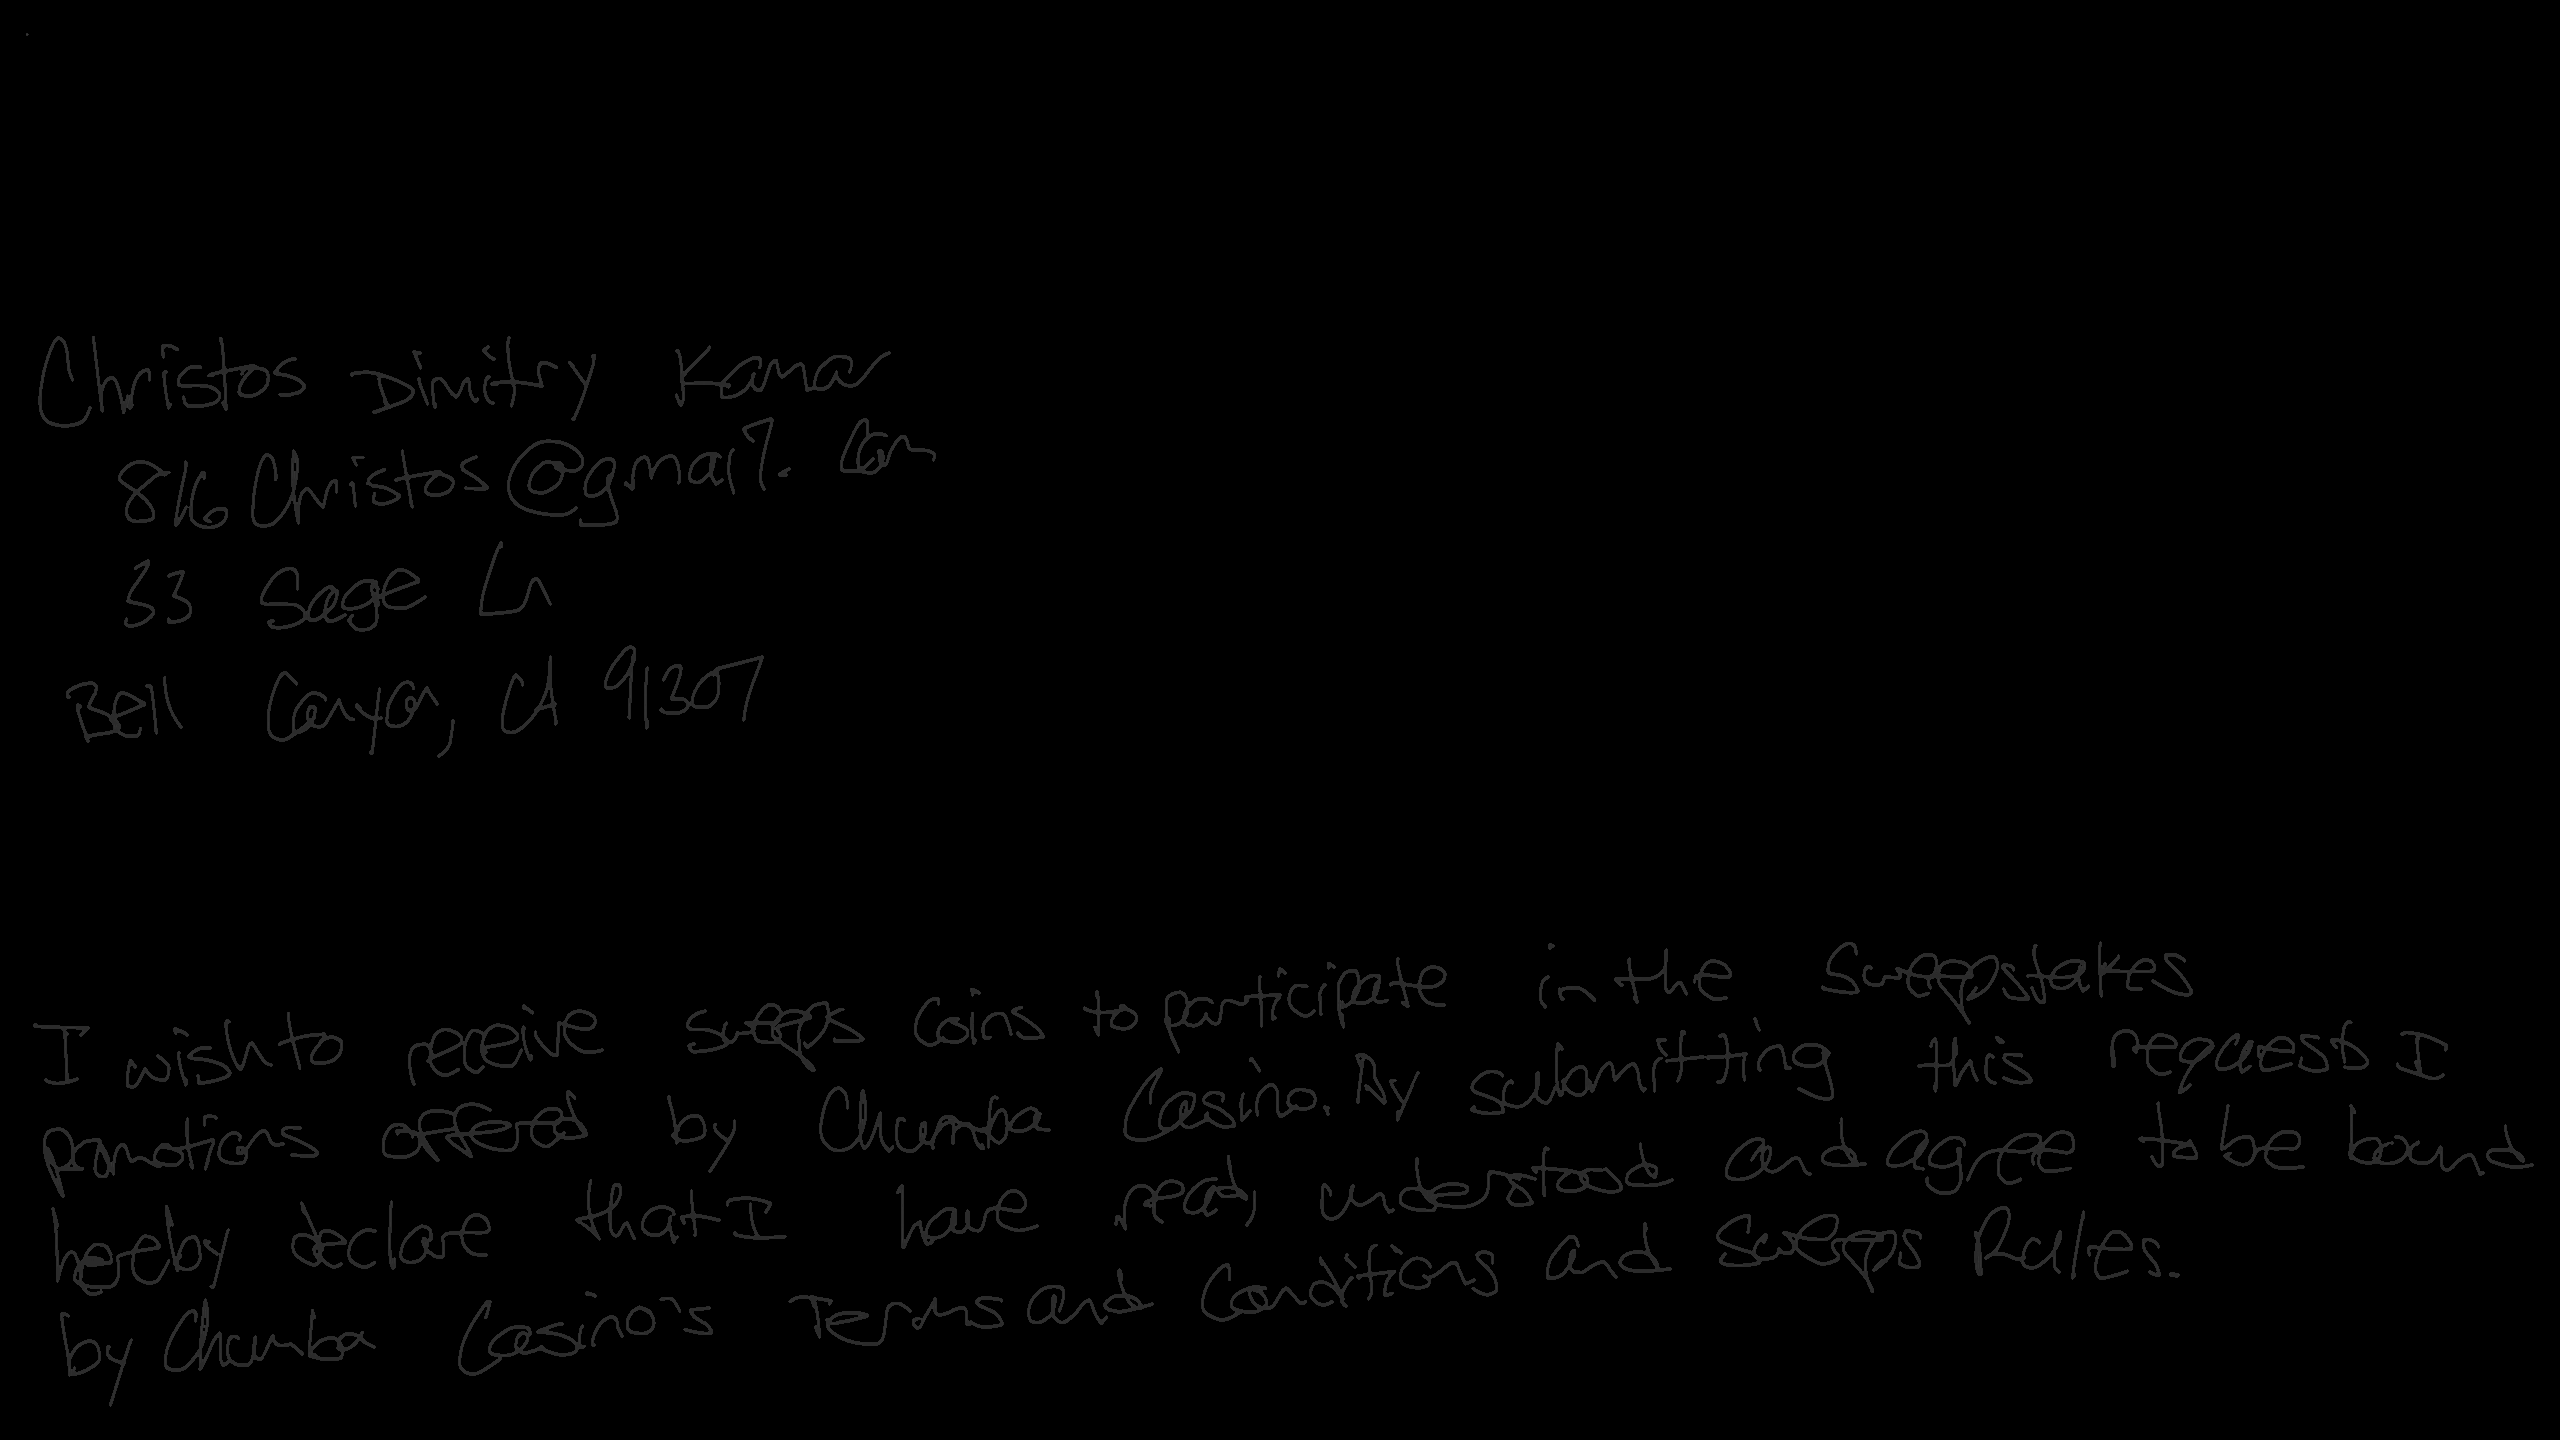 Christos Dimitry Kamar
816Christos@gmail.com
33 Sage Ln
Bell Canyon, CA 91307
I wish to receive sweeps coins to participate in the sweepstakes
promotions offered by Chumba Casino. By submitting this request I
hereby declare that I have read, understood and agree to be bound
by Chumba Casino's Terms and Conditions and Sweeps Rules.